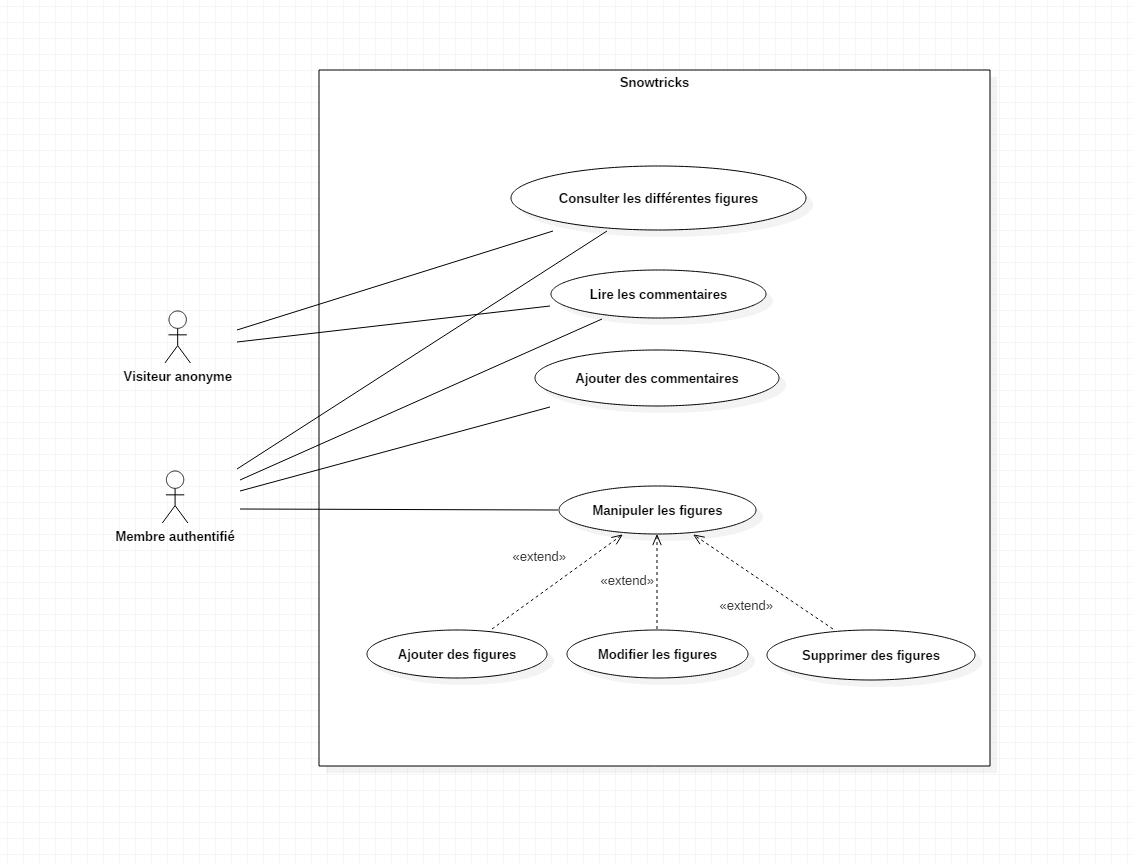 Snowtricks
Consulter les différentes figures
Lire les commentaires
Visiteur anonyme
Ajouter des commentaires
Membre authentifié
Manipuler les figures
«extend»
«extend»
«extend»
Ajouter des figures
Modifier les figures
Supprimer des figures